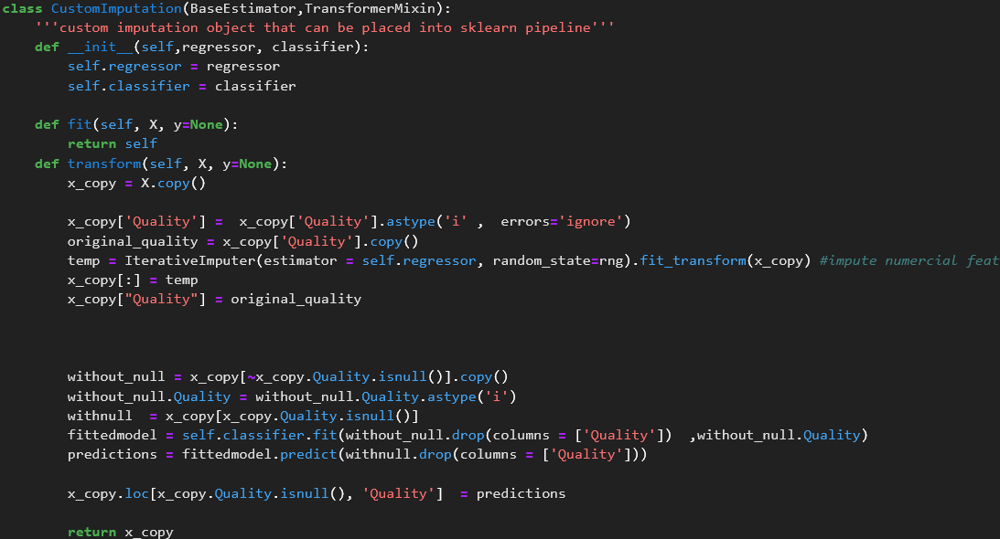 class CustomImputation(BaseEstimator,TransformerMixin):
    '''custom imputation object that can be placed into sklearn pipeline'''
    def __init__(self,regressor, classifier):
        self.regressor = regressor
        self.classifier = classifier
    def fit(self, X, y=None):
        return self
    def transform(self, X, y=None):
        x_copy = X.copy()
        x_copy['Quality'] =  x_copy['Quality'].astype('i' ,  errors='ignore')
        original_quality = x_copy['Quality'].copy()
        temp = IterativeImputer(estimator = self.regressor, random_state=rng).fit_transform(x_copy) #impute numercial feat
        x_copy[:] = temp
        x_copy["Quality"] = original_quality
        without_null = x_copy[~x_copy.Quality.isnull()].copy()
        without_null.Quality = without_null.Quality.astype('i')
        withnull  = x_copy[x_copy.Quality.isnull()]
        fittedmodel = self.classifier.fit(without_null.drop(columns = ['Quality'])  ,without_null.Quality)
        predictions = fittedmodel.predict(withnull.drop(columns = ['Quality']))
        x_copy.loc[x_copy.Quality.isnull(), 'Quality']  = predictions
        return x_copy